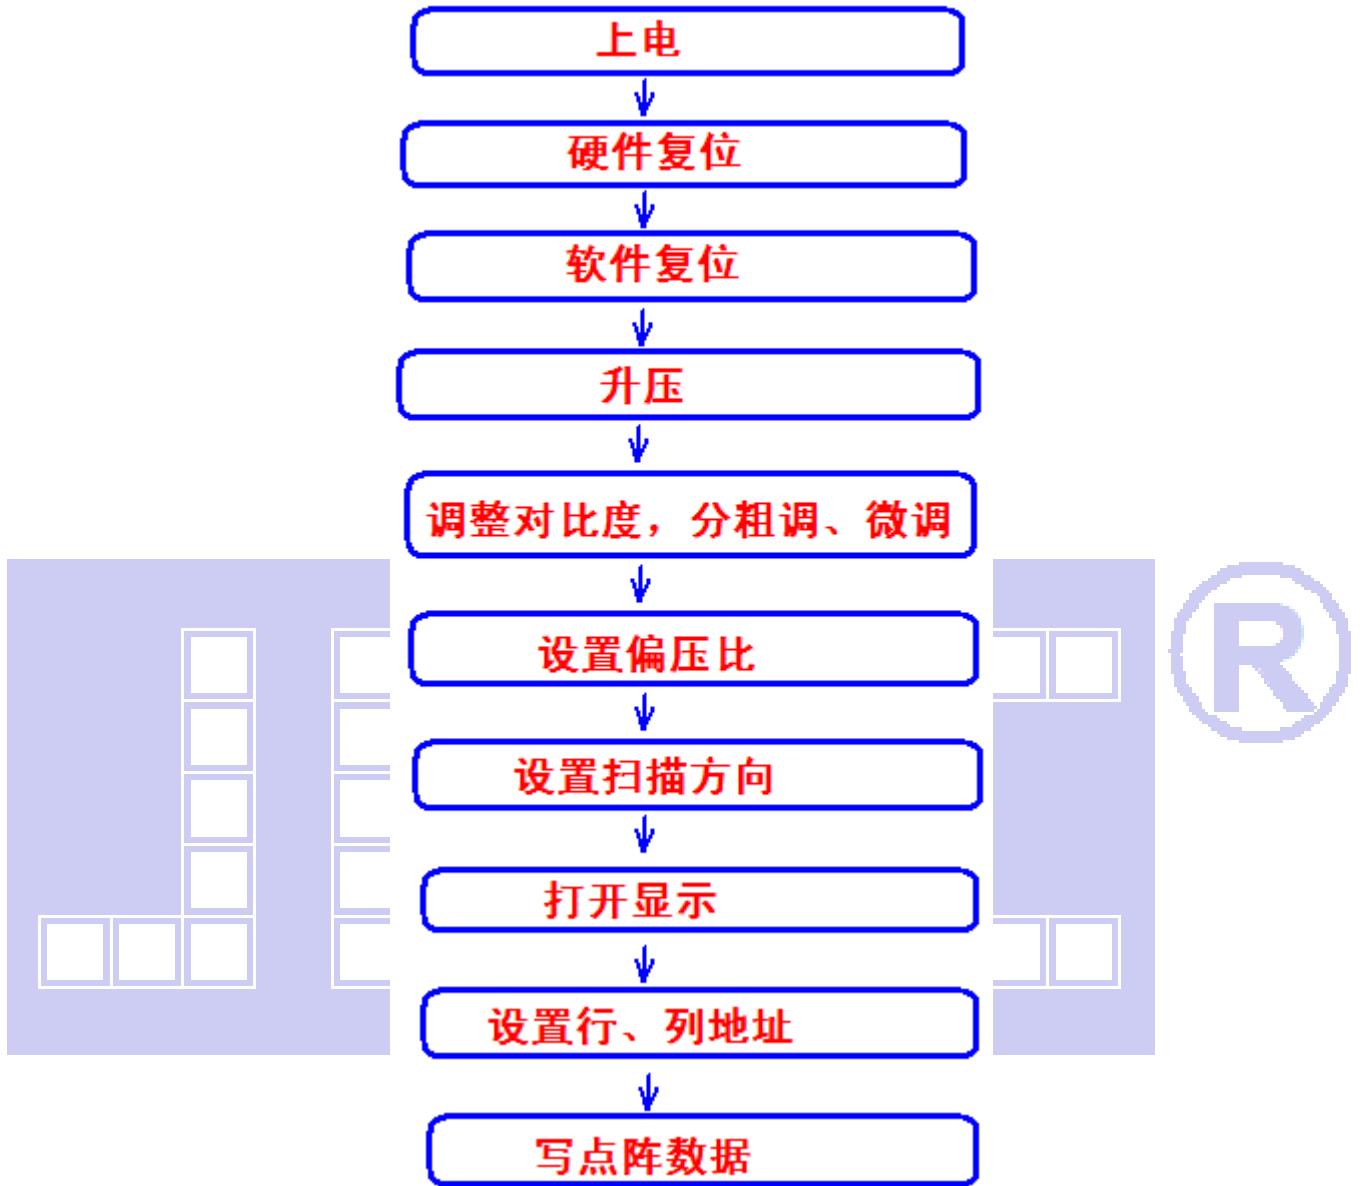 上电
硬件复位
软件复位
升压
调整对比度，分粗调、微调
设置偏压比
设置扫描方向
打开显示
设置行、列地址
写点阵数据
®